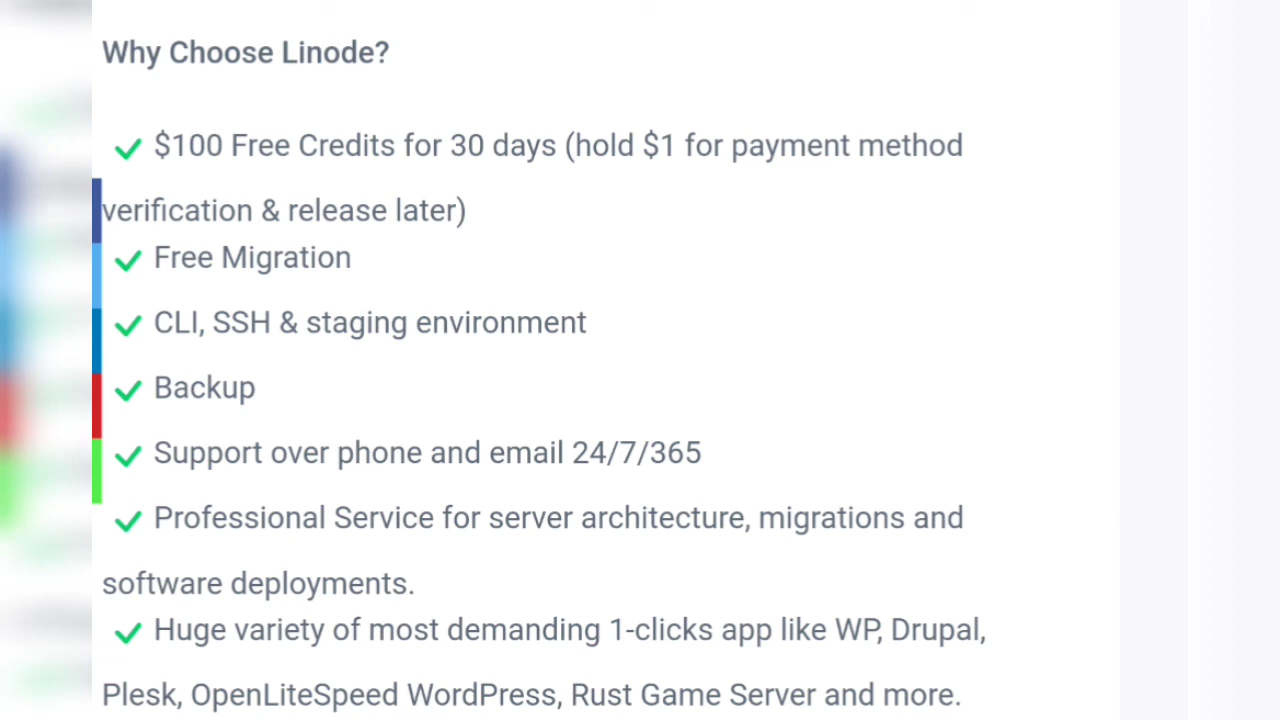 Why Choose Linode?
$100 Free Credits for 30 days (hold $1 for payment method
verification & release later)
Free Migration
CLI, SSH & staging environment
Backup
Support over phone and email 24/7/365
Professional Service for server architecture, migrations and
software deployments.
Huge variety of most demanding 1-clicks app like WP, Drupal,
Plesk, OpenLiteSpeed WordPress, Rust Game Server and more.